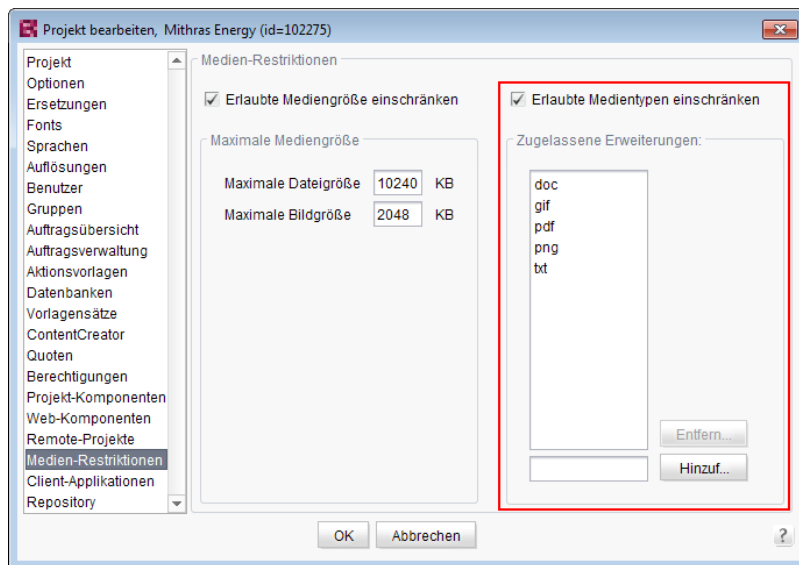 Projekt bearbeiten, Mithras Energy (id=102275)
Projekt
Optionen
Ersetzungen
Fonts
Sprachen
Auflösungen
Benutzer
Gruppen
Auftragsübersicht
Auftragsverwaltung
Aktionsvorlagen
Datenbanken
Vorlagensätze
ContentCreator
Quoten
Berechtigungen
Projekt-Komponenten
Web-Komponenten
Remote-Projekte
Medien-Restriktionen
Client-Applikationen
Repository
Medien-Restriktionen
Erlaubte Mediengröße einschränken
Maximale Mediengröße
Maximale Dateigröße 10240 KB
Maximale Bildgröße 2048 KB
Erlaubte Medientypen einschränken
Zugelassene Erweiterungen:
doc
gif
pdf
png
txt
Entfern...
Hinzuf...
OK Abbrechen ?